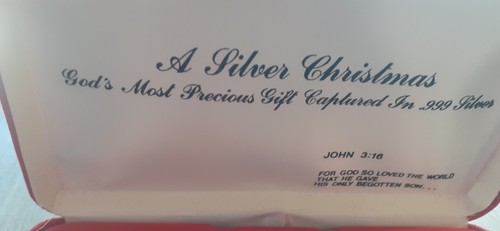 A Silver Christmas
God's Most Precious Gift Captured In .999 Silver
JOHN 3:16
FOR GOD SO LOVED THE WORLD
THAT HE GAVE
HIS ONLY BEGOTTEN SON...